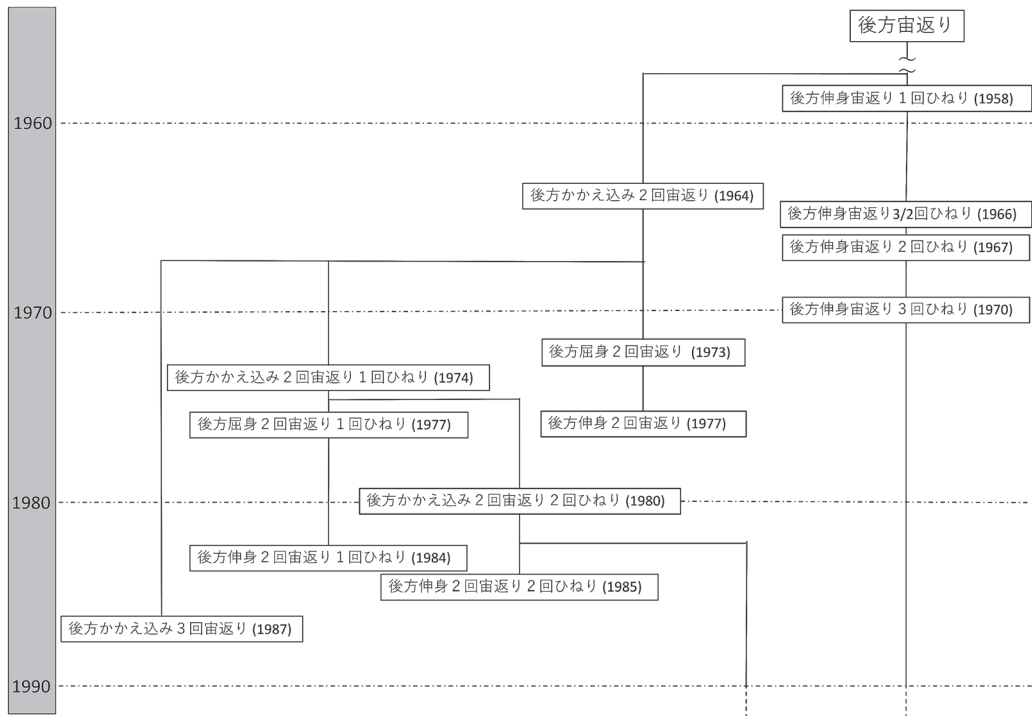 後方宙返り
後方伸身宙返り１回ひねり (1958)
1960
後方かかえ込み２回宙返り (1964)
後方伸身宙返り3/2回ひねり (1966)
後方伸身宙返り２回ひねり (1967)
1970
後方伸身宙返り３回ひねり (1970)
後方屈身２回宙返り (1973)
後方かかえ込み２回宙返り１回ひねり (1974)
後方屈身２回宙返り１回ひねり (1977)
後方伸身２回宙返り (1977)
1980
後方かかえ込み２回宙返り２回ひねり (1980)
後方伸身２回宙返り１回ひねり (1984)
後方伸身２回宙返り２回ひねり (1985)
後方かかえ込み３回宙返り (1987)
1990